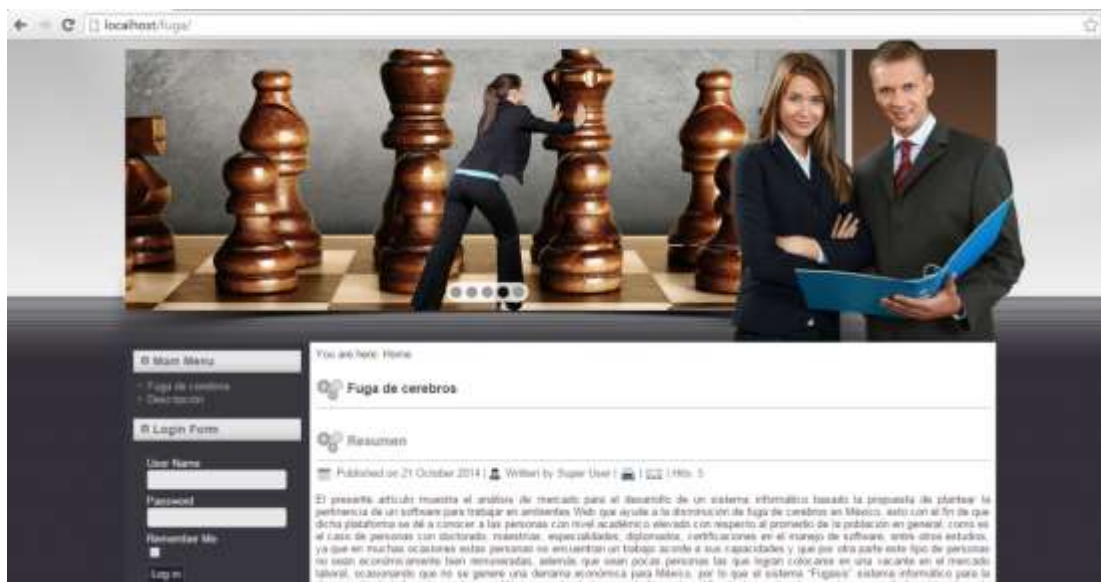 localhost/fuga/
Main Menu
Fuga de cerebros
Descripción
Login Form
User Name
Password
Remember Me
Log in
You are here: Home
Fuga de cerebros
Resumen
Published on 21 October 2014 | Written by Super User | | | Hits: 5
El presente artículo muestra el análisis de mercado para el desarrollo de un sistema informático basado la propuesta de plantear la
pertinencia de un software para trabajar en ambientes Web que ayude a la disminución de fuga de cerebros en México, esto con el fin de que
dicha plataforma se dé a conocer a las personas con nivel académico elevado con respecto al promedio de la población en general, como es
el caso de personas con doctorado, maestrías, especialidades, diplomados, certificaciones en el manejo de software, entre otros estudios,
ya que en muchas ocasiones estas personas no encuentran un trabajo acorde a sus capacidades y que por otra parte este tipo de personas
no sean económicamente bien remuneradas, además que sean pocas personas las que logran colocarse en una vacante en el mercado
laboral, ocasionando que no se genere una derrama económica para México, por lo que el sistema "Fugasis" sistema informático para la